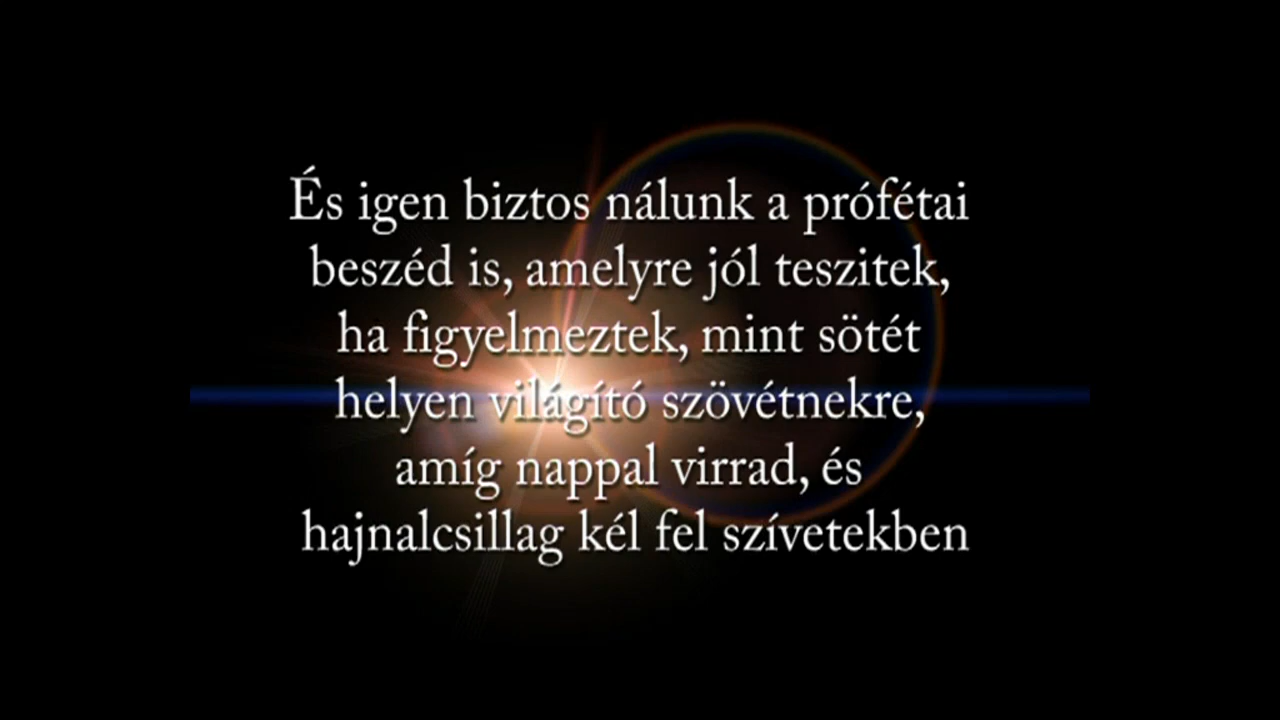 És igen biztos nálunk a prófétai
beszéd is, amelyre jól teszitek,
ha figyelmeztek, mint sötét
helyen világító szövétnekre,
amíg nappal virrad, és
hajnalcsillag kél fel szívetekben